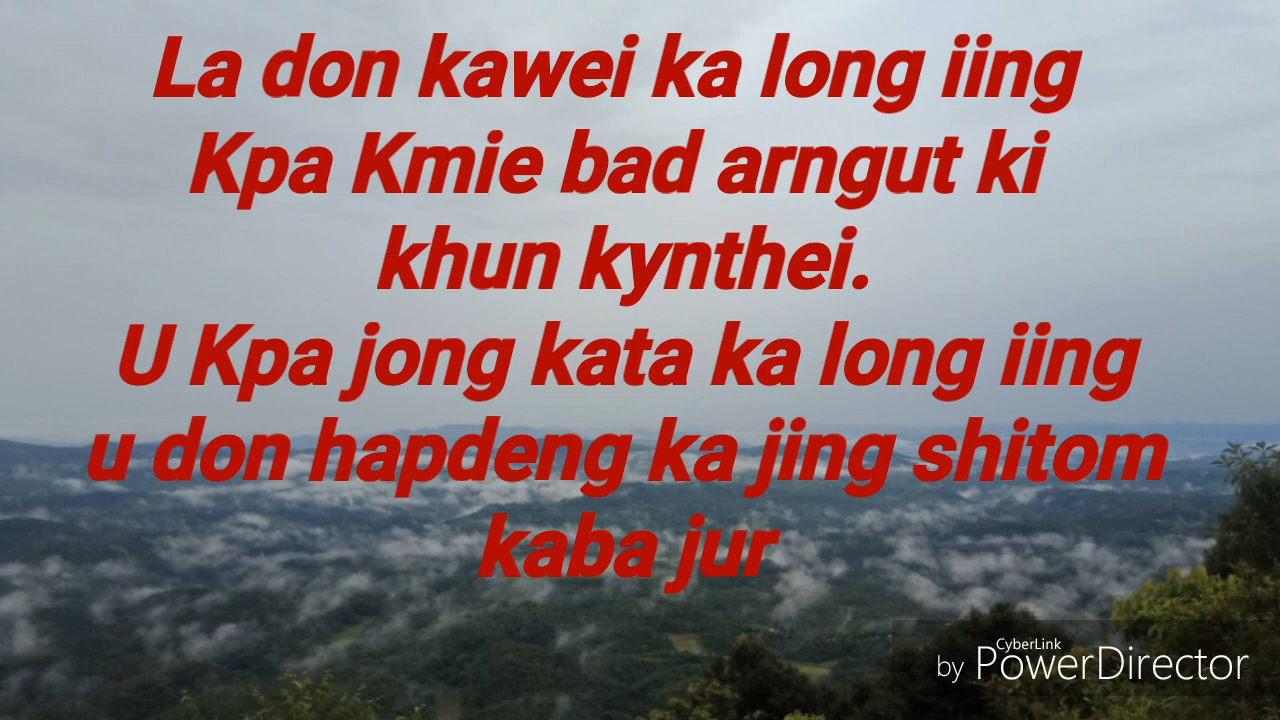 La don kawei ka long iing
Kpa Kmie bad arngut ki
khun kynthei.
U Kpa jong kata ka long iing
u don hapdeng ka jing shitom
kaba jur
CyberLink
by PowerDirector